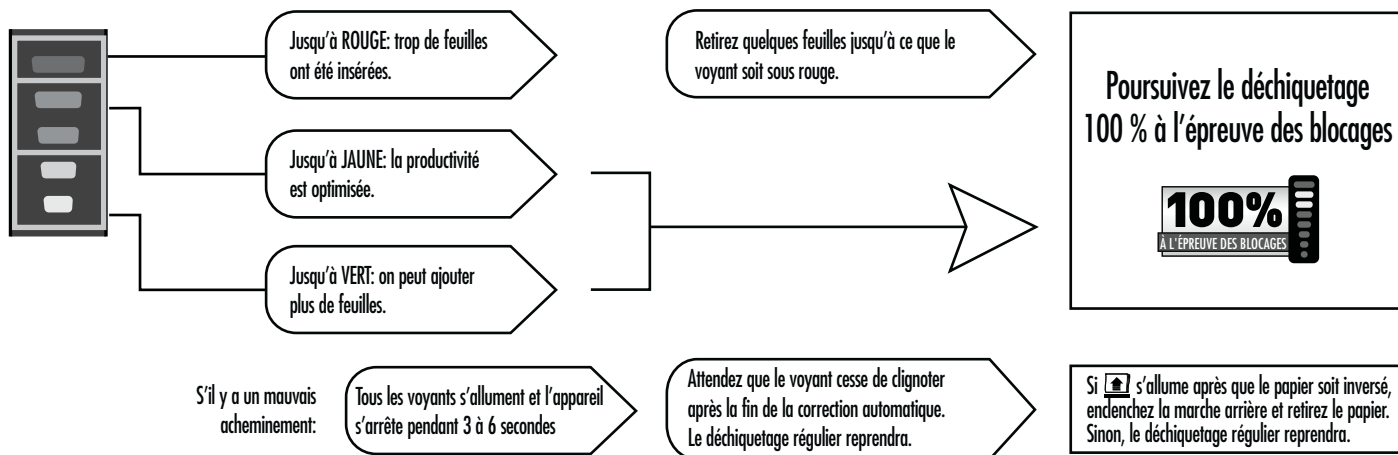 Jusqu'à ROUGE: trop de feuilles
ont été insérées.
Retirez quelques feuilles jusqu'à ce que le
voyant soit sous rouge.
Jusqu'à JAUNE: la productivité
est optimisée.
Jusqu'à VERT: on peut ajouter
plus de feuilles.
Poursuivez le déchiquetage
100 % à l'épreuve des blocages
100%
À L'ÉPREUVE DES BLOCAGES
S'il y a un mauvais
acheminement:
Tous les voyants s'allument et l'appareil
s'arrête pendant 3 à 6 secondes
Attendez que le voyant cesse de clignoter
après la fin de la correction automatique.
Le déchiquetage régulier reprendra.
Si s'allume après que le papier soit inversé,
enclenchez la marche arrière et retirez le papier.
Sinon, le déchiquetage régulier reprendra.